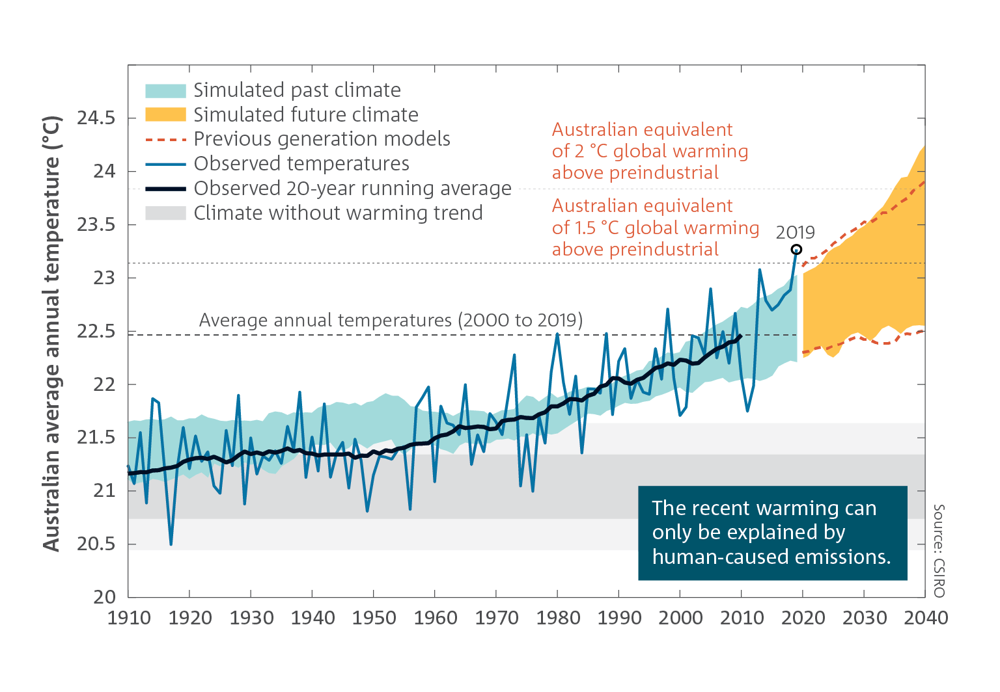 Simulated past climate
Simulated future climate
Previous generation models
Observed temperatures
Observed 20-year running average
Climate without warming trend
Australian equivalent
of 2 °C global warming
above preindustrial
Australian equivalent
of 1.5 °C global warming
above preindustrial
2019
Average annual temperatures (2000 to 2019)
The recent warming can
only be explained by
human-caused emissions.
Australian average annual temperature (°C)
24.5
24
23.5
23
22.5
22
21.5
21
20.5
20
1910 1920 1930 1940 1950 1960 1970 1980 1990 2000 2010 2020 2030 2040
Source: CSIRO